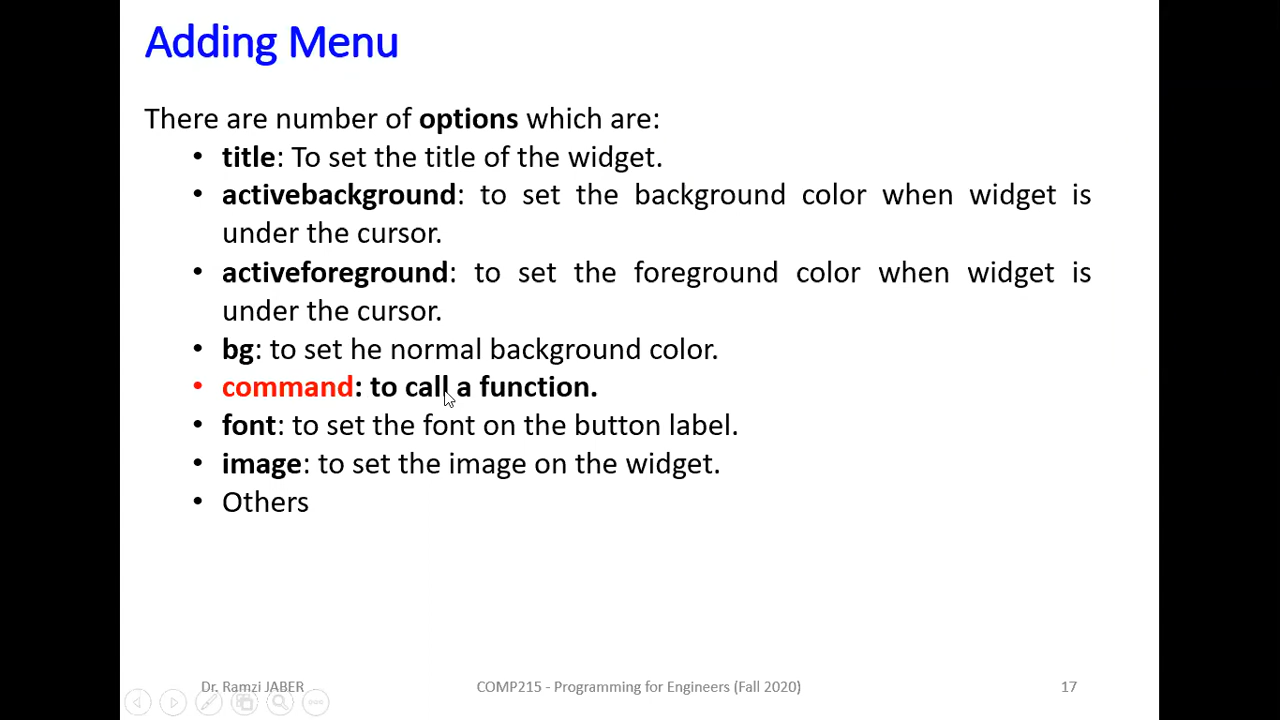 Adding Menu
There are number of options which are:
• title: To set the title of the widget.
• activebackground: to set the background color when widget is
under the cursor.
• activeforeground: to set the foreground color when widget is
under the cursor.
• bg: to set he normal background color.
• command: to call a function.
• font: to set the font on the button label.
• image: to set the image on the widget.
• Others
Dr. Ramzi JABER
COMP215 - Programming for Engineers (Fall 2020)
17